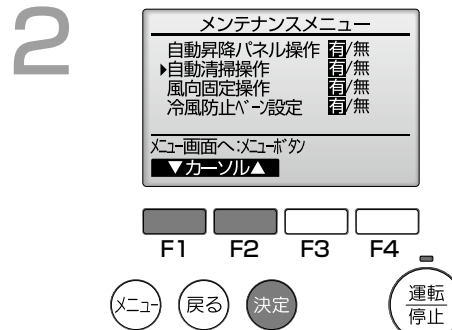 2
メンテナンスメニュー
自動昇降パネル操作 有/無
▶自動清掃操作 有/無
風向固定操作 有/無
冷風防止ベーン設定 有/無
メニュー画面へ:メニューボタン
▼カーソル▲
F1 F2 F3 F4
メニュー 戻る 決定 運転
停止